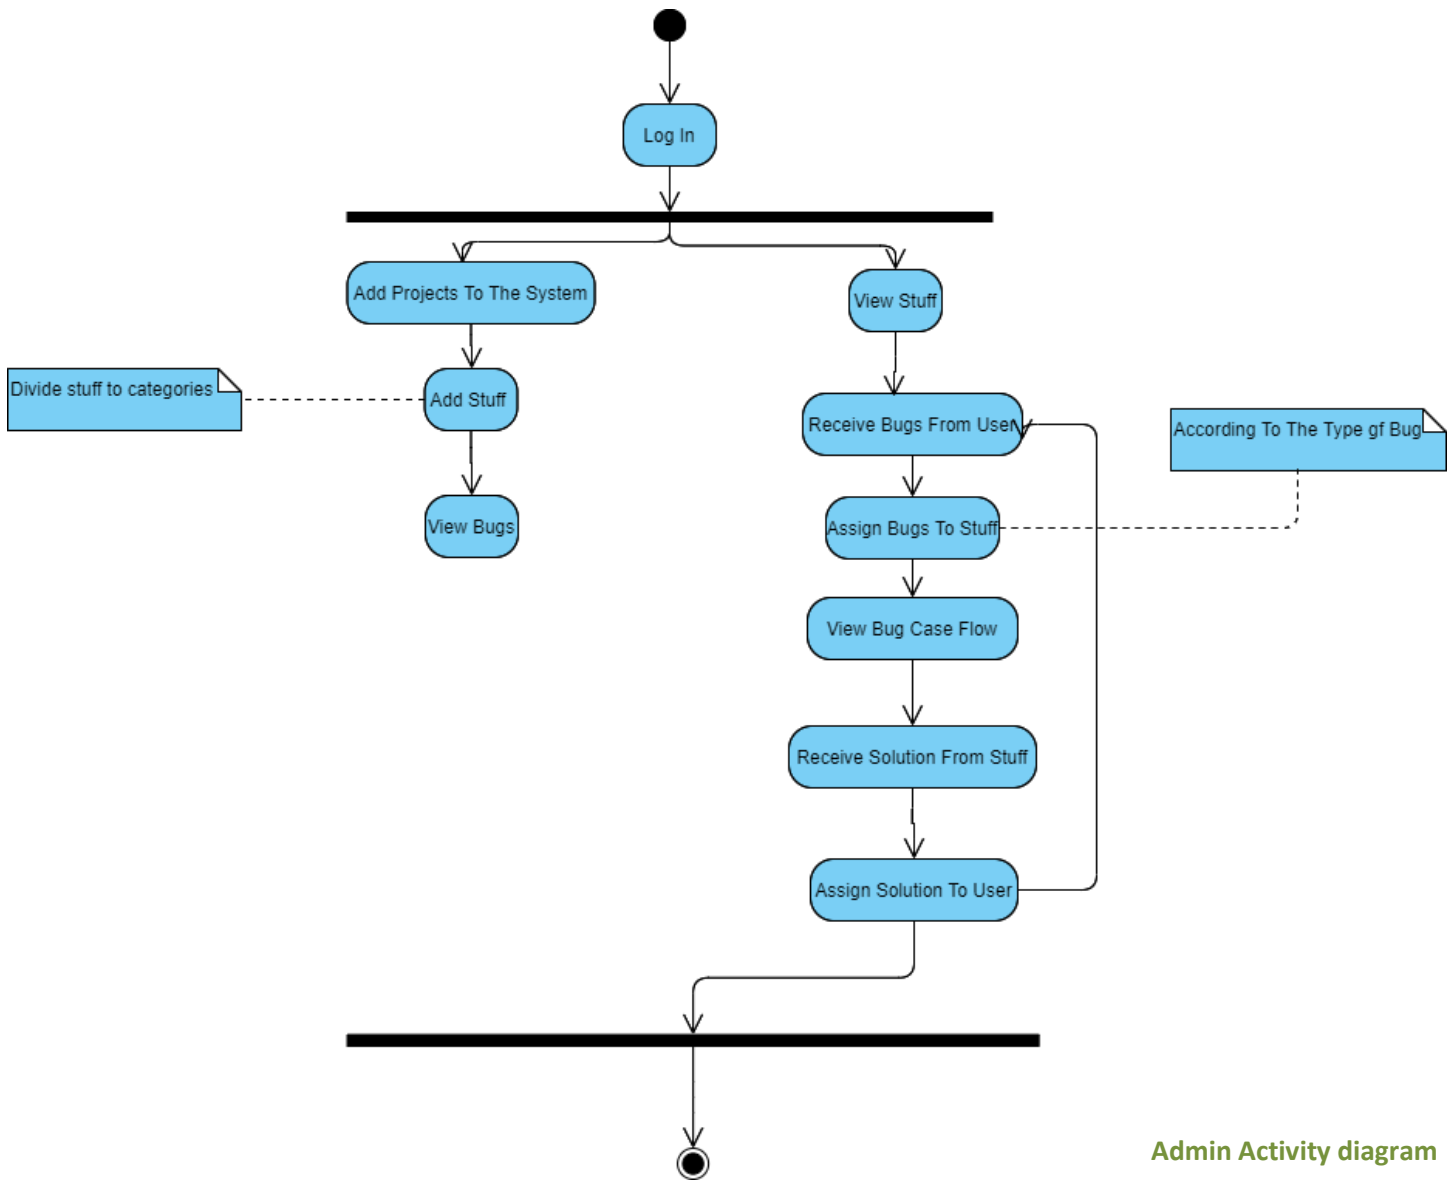 Log In
Add Projects To The System
View Stuff
Divide stuff to categories
Add Stuff
Receive Bugs From User
According To The Type gf Bug
View Bugs
Assign Bugs To Stuff
View Bug Case Flow
Receive Solution From Stuff
Assign Solution To User
Admin Activity diagram